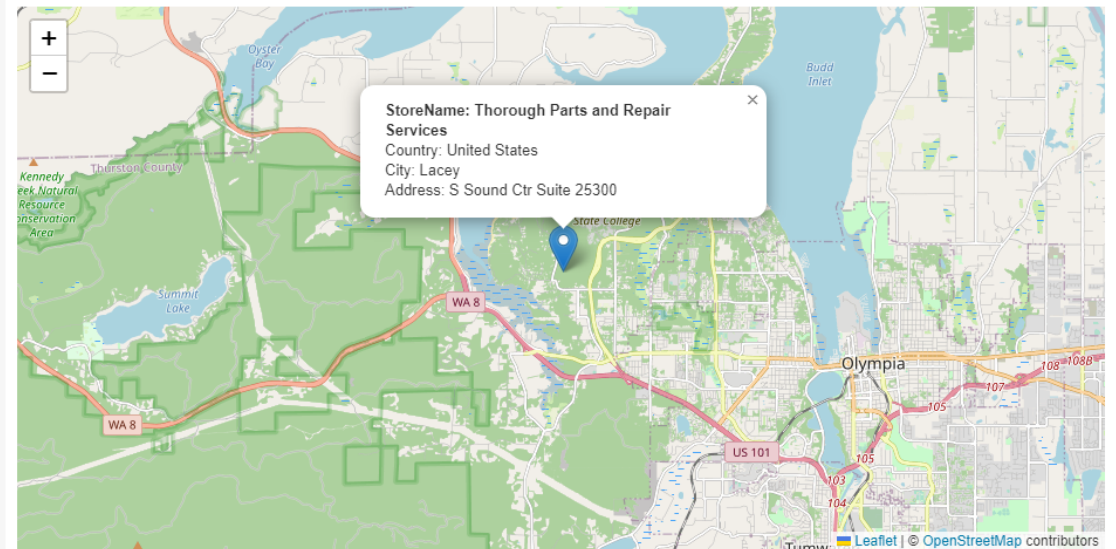 +
−
Oyster
Bay
Budd
Inlet
×
StoreName: Thorough Parts and Repair
Services
Country: United States
City: Lacey
Address: S Sound Ctr Suite 25300
Thurston County
Kennedy
Natural
Resource
Area
State College
Summit
Lake
WA 8
Olympia
108
108B
107
105
WA 8
US 101
105
103
104
Leaflet | © OpenStreetMap contributors